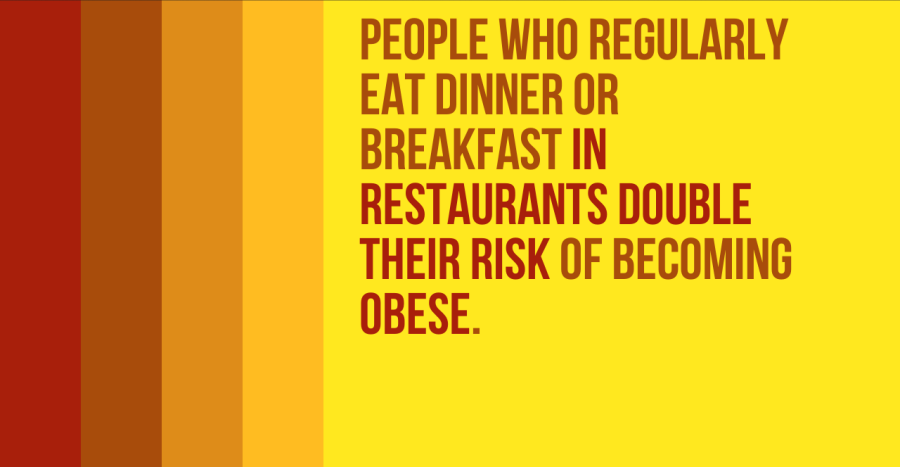 PEOPLE WHO REGULARLY
EAT DINNER OR
BREAKFAST IN
RESTAURANTS DOUBLE
THEIR RISK OF BECOMING
OBESE.